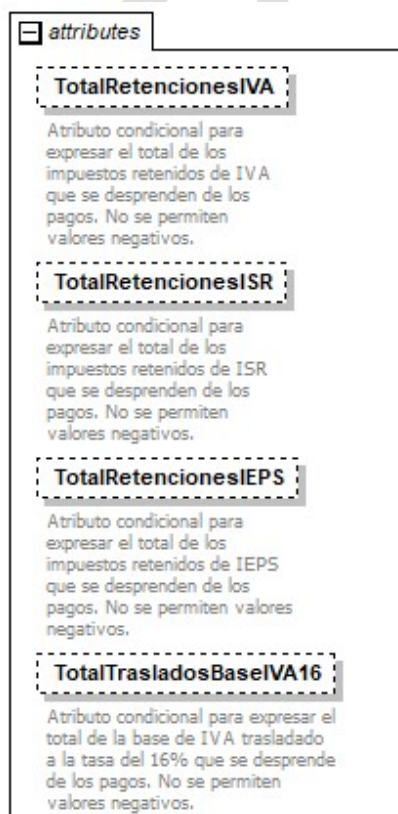 attributes
TotalRetencionesIVA
Atributo condicional para
expresar el total de los
impuestos retenidos de IVA
que se desprenden de los
pagos. No se permiten
valores negativos.
TotalRetencionesISR
Atributo condicional para
expresar el total de los
impuestos retenidos de ISR
que se desprenden de los
pagos. No se permiten
valores negativos.
TotalRetencionesIEPS
Atributo condicional para
expresar el total de los
impuestos retenidos de IEPS
que se desprenden de los
pagos. No se permiten valores
negativos.
TotalTrasladosBaseIVA16
Atributo condicional para expresar el
total de la base de IVA trasladado
a la tasa del 16% que se desprende
de los pagos. No se permiten
valores negativos.